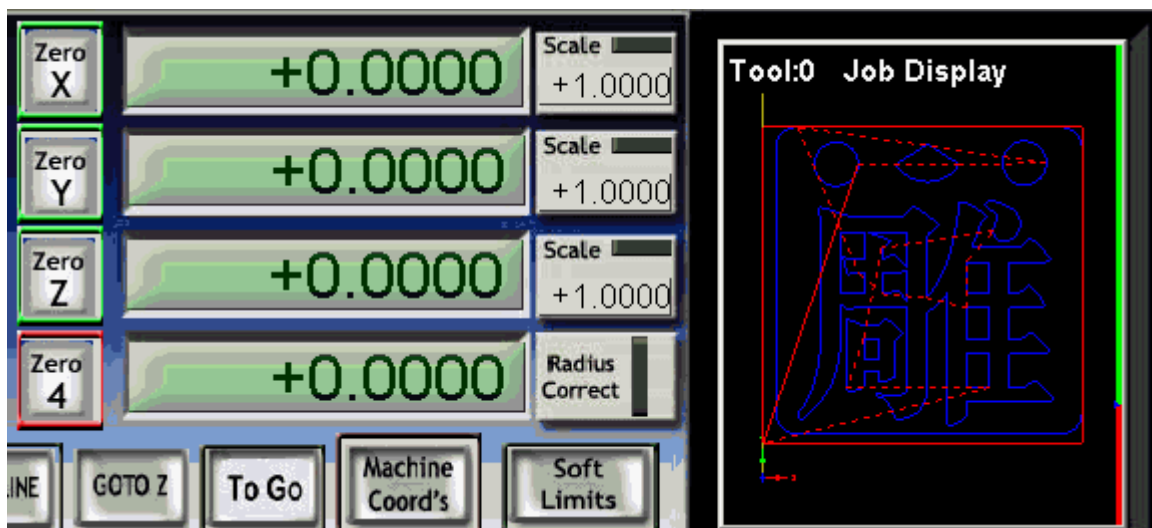 Zero X +0.0000 Scale +1.0000
Zero Y +0.0000 Scale +1.0000
Zero Z +0.0000 Scale +1.0000
Zero 4 +0.0000 Radius Correct
GOTO Z To Go Machine Coord's Soft Limits
Tool:0 Job Display
雕